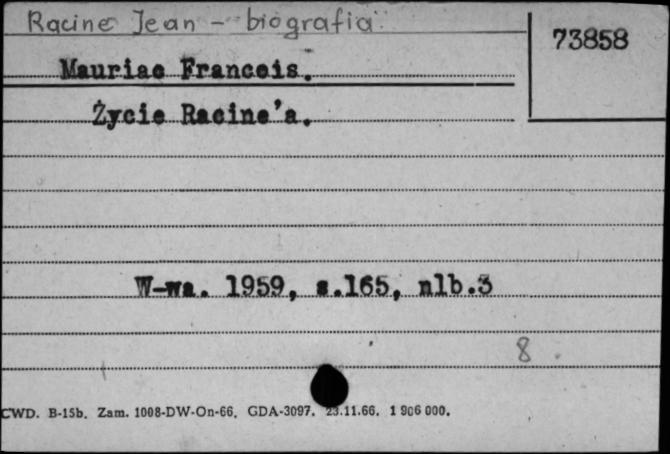 Racine Jean - biografia
73858
Mauriac Francois.
Życie Racine'a.
W-wa. 1959, s.165, nlb.3
8
CWD. B-15b. Zam. 1008-DW-On-66. GDA-3097. 23.11.66. 1 906 000.